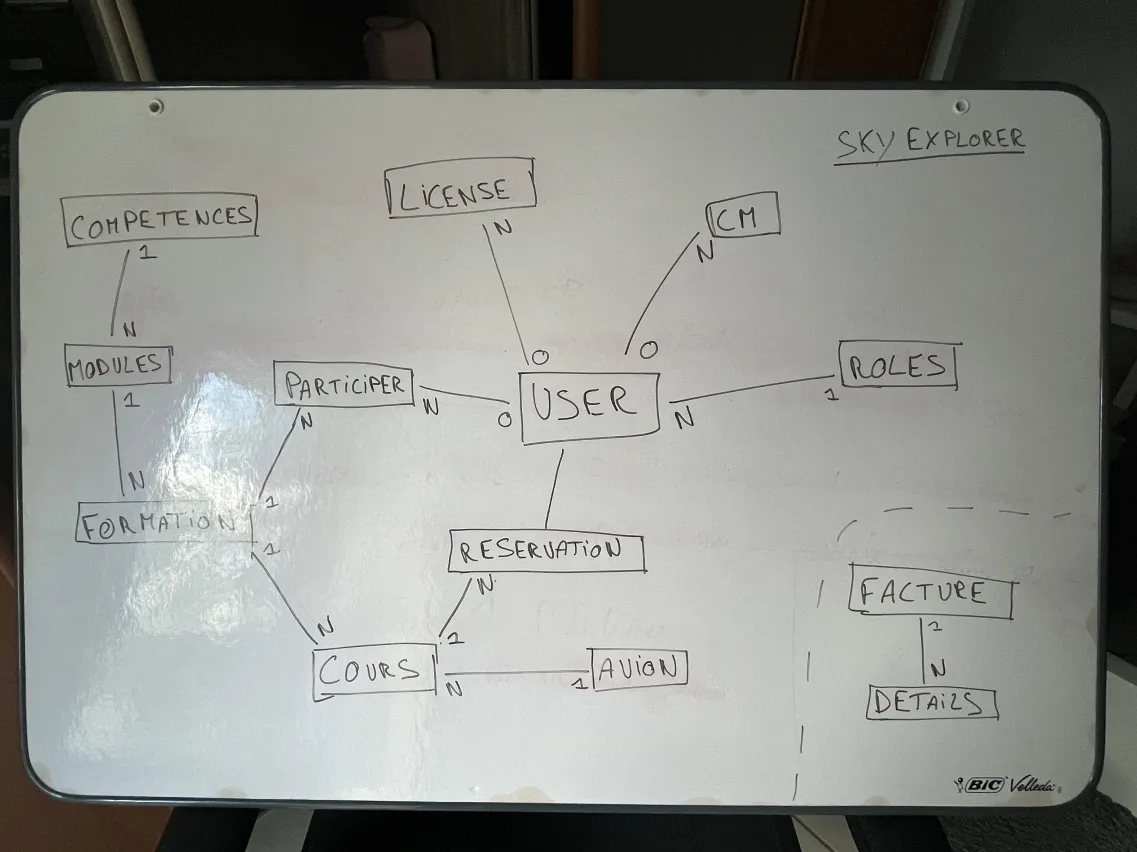 SKY EXPLORER
LICENSE
N
COMPETENCES
1
CM
N
N
MODULES
1
O
O
ROLES
1
PARTICIPER
N
N
O
USER
N
N
FORMATION
1
1
RESERVATION
N
FACTURE
1
N
DETAILS
N
1
COURS
N
1
AVION
BIC Velleda